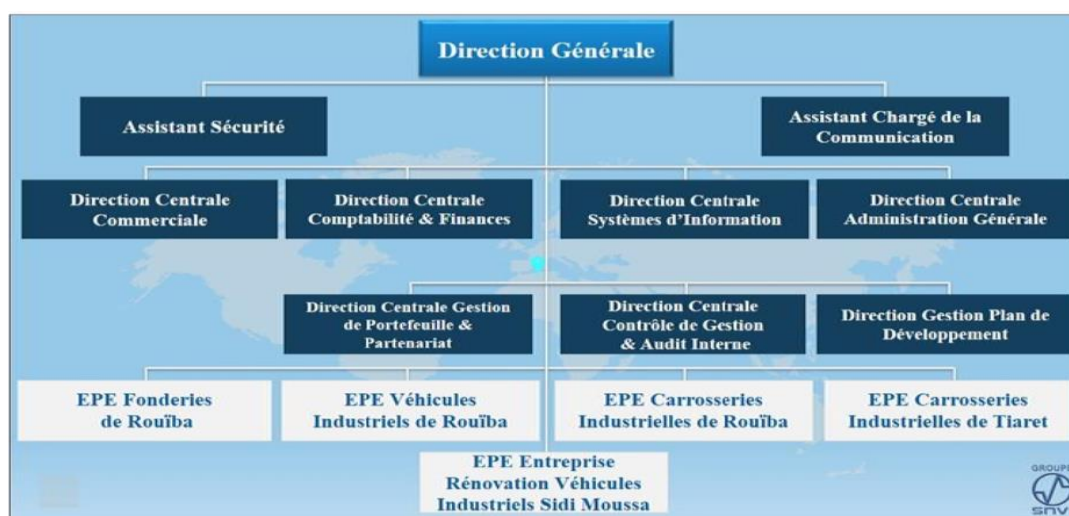 Direction Générale
Assistant Sécurité
Assistant Chargé de la
Communication
Direction Centrale
Commerciale
Direction Centrale
Comptabilité & Finances
Direction Centrale
Systèmes d'Information
Direction Centrale
Administration Générale
Direction Centrale Gestion
de Portefeuille &
Partenariat
Direction Centrale
Contrôle de Gestion
& Audit Interne
Direction Gestion Plan de
Développement
EPE Fonderies
de Rouïba
EPE Véhicules
Industriels de Rouïba
EPE Carrosseries
Industrielles de Rouïba
EPE Carrosseries
Industrielles de Tiaret
EPE Entreprise
Rénovation Véhicules
Industriels Sidi Moussa
GROUPE
SNVI